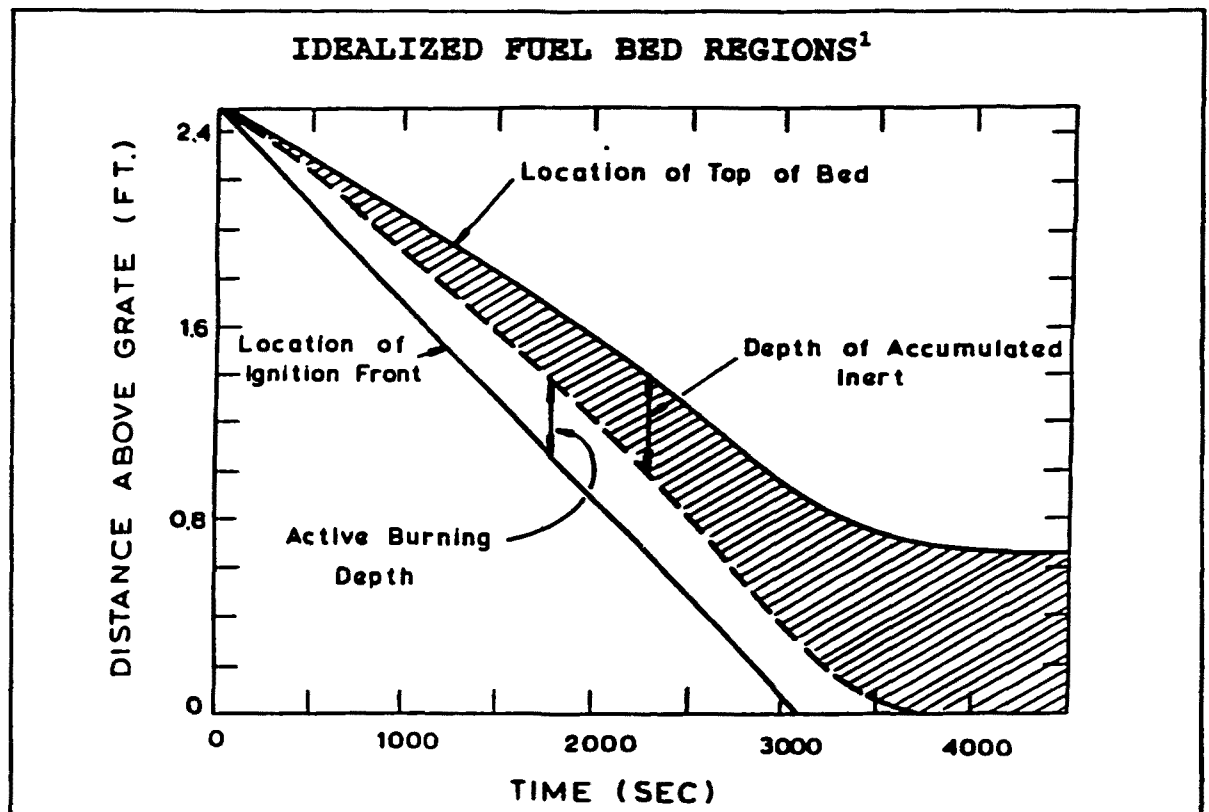 IDEALIZED FUEL BED REGIONS¹
DISTANCE ABOVE GRATE (FT.)
2.4
1.6
0.8
0
Location of Top of Bed
Location of
Ignition Front
Depth of Accumulated
Inert
Active Burning
Depth
0 1000 2000 3000 4000
TIME (SEC)